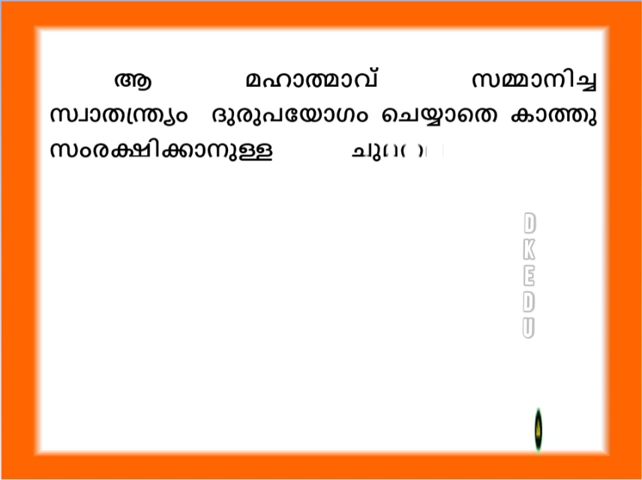 ആ മഹാത്മാവ് സമ്മാനിച്ച
സ്വാതന്ത്ര്യം ദുരുപയോഗം ചെയ്യാതെ കാത്തു
സംരക്ഷിക്കാനുള്ള
DKEDU